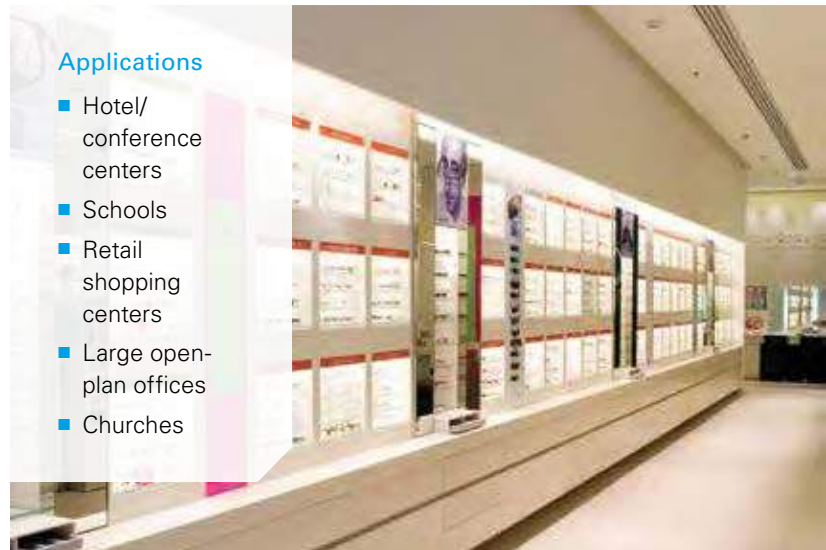 Applications
■ Hotel/
conference
centers
■ Schools
■ Retail
shopping
centers
■ Large open-
plan offices
■ Churches